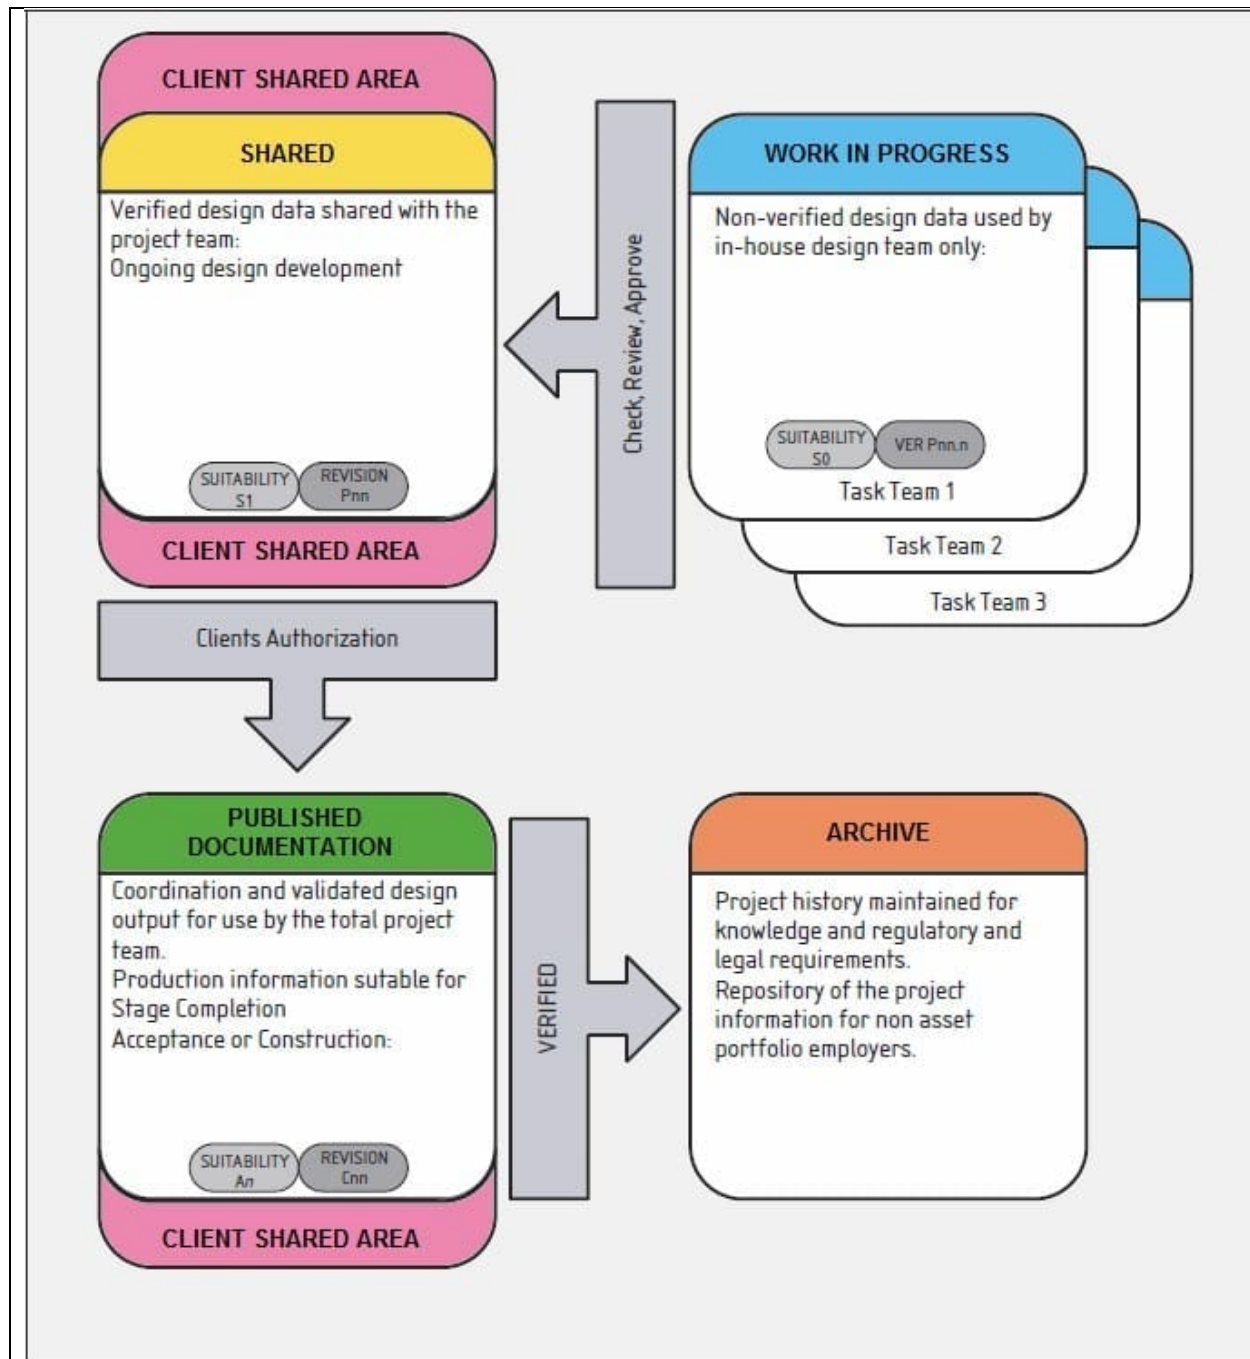 CLIENT SHARED AREA
SHARED
Verified design data shared with the
project team:
Ongoing design development
SUITABILITY
S1
REVISION
Pnn
CLIENT SHARED AREA
Check, Review, Approve
WORK IN PROGRESS
Non-verified design data used by
in-house design team only:
SUITABILITY
S0
VER Pnn.n
Task Team 1
Task Team 2
Task Team 3
Clients Authorization
PUBLISHED
DOCUMENTATION
Coordination and validated design
output for use by the total project
team.
Production information sutable for
Stage Completion
Acceptance or Construction:
SUITABILITY
An
REVISION
Cnn
CLIENT SHARED AREA
VERIFIED
ARCHIVE
Project history maintained for
knowledge and regulatory and
legal requirements.
Repository of the project
information for non asset
portfolio employers.